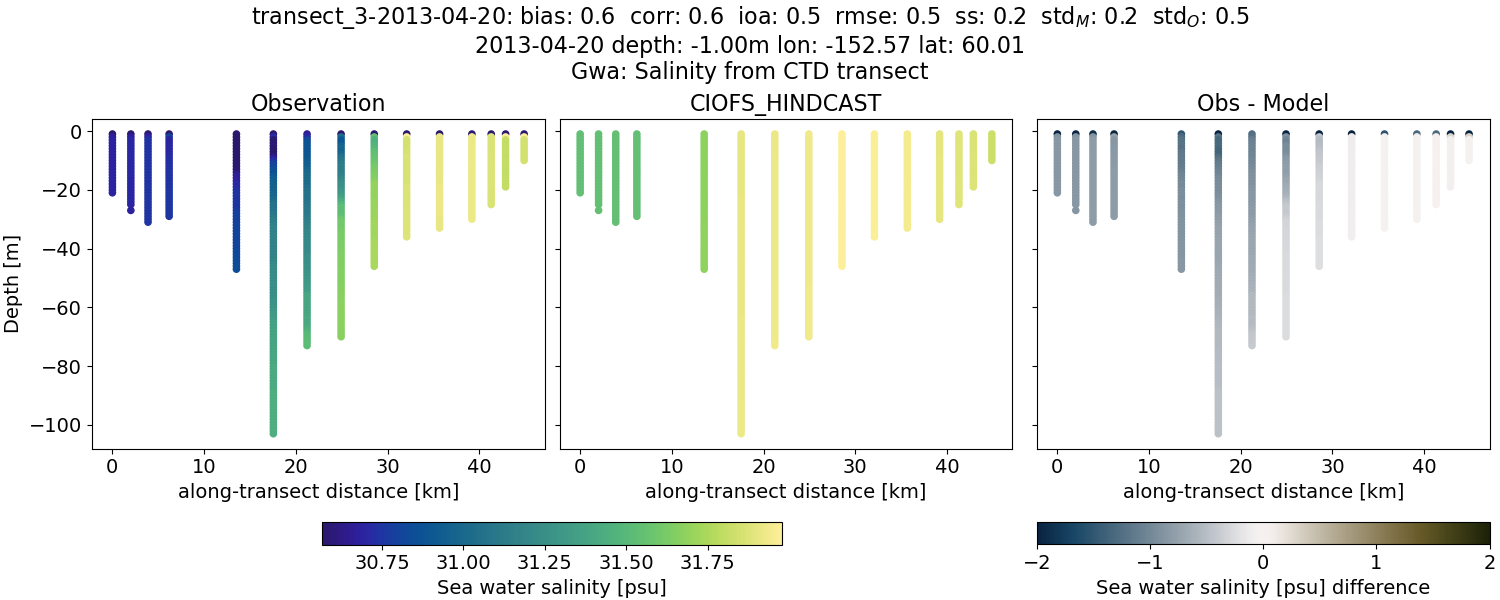 transect_3-2013-04-20: bias: 0.6 corr: 0.6 ioa: 0.5 rmse: 0.5 ss: 0.2 std_M: 0.2 std_O: 0.5
2013-04-20 depth: -1.00m lon: -152.57 lat: 60.01
Gwa: Salinity from CTD transect
Observation
CIOFS_HINDCAST
Obs - Model
Depth [m]
0
−20
−40
−60
−80
−100
0 10 20 30 40
0 10 20 30 40
0 10 20 30 40
along-transect distance [km]
along-transect distance [km]
along-transect distance [km]
30.75 31.00 31.25 31.50 31.75
Sea water salinity [psu]
−2 −1 0 1 2
Sea water salinity [psu] difference